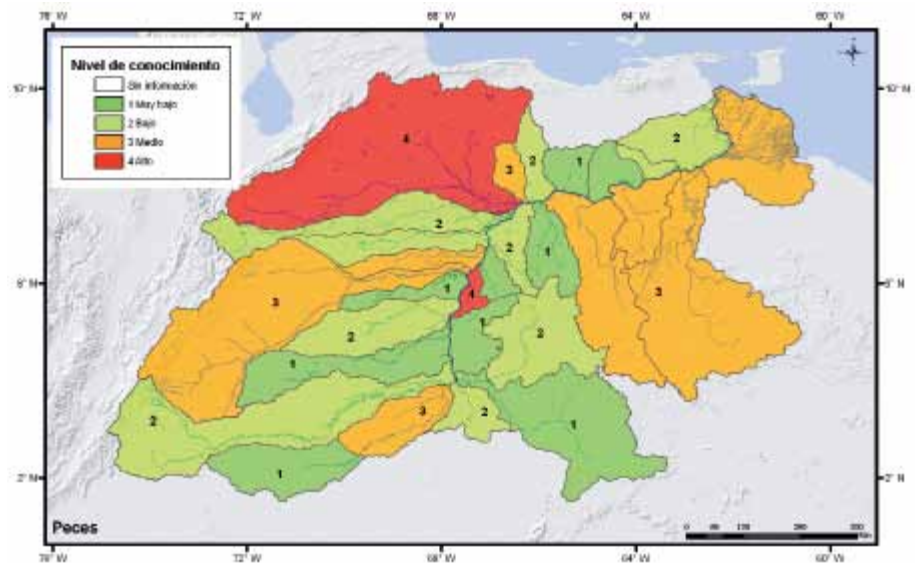 76° W 72° W 68° W 64° W 60° W
Nivel de conocimiento
Sin información
1 Muy bajo
2 Bajo
3 Medio
4 Alto
10° N 10° N
4
3
2
1
2
2
2
1
3
3
1
4
6° N 6° N
1
2
2
1
3
2
2
1
1
2° N 2° N
Peces
Km
76° W 72° W 68° W 64° W 60° W